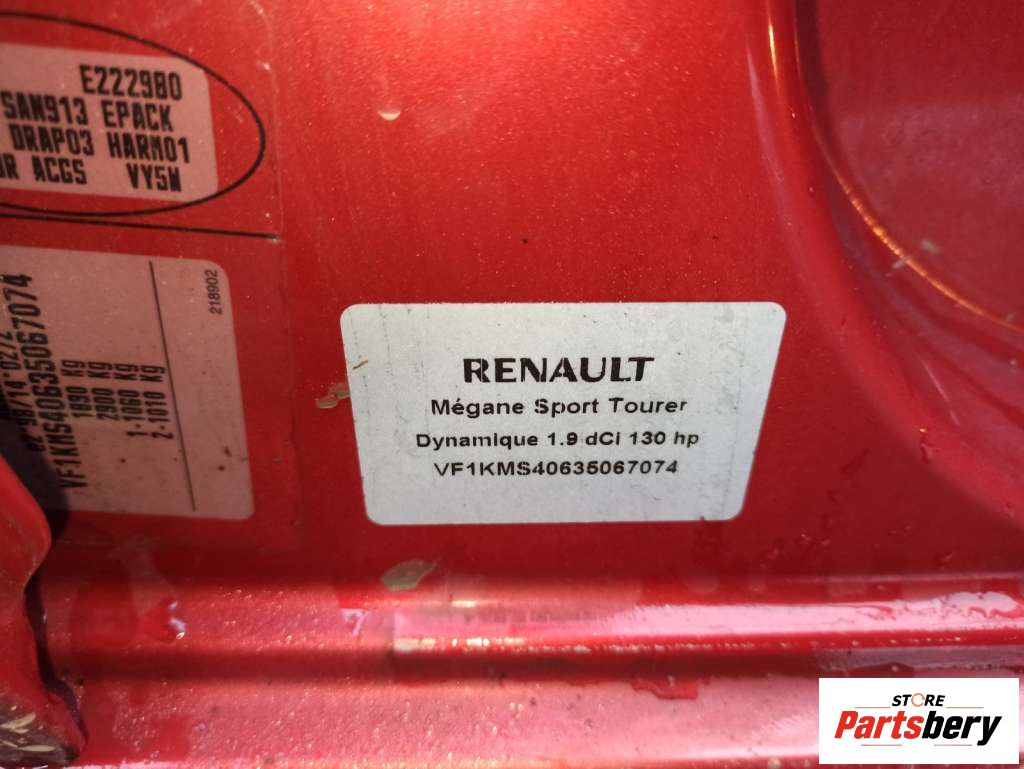 E222980
SAN913 EPACK
DRAP03 HARM01
ACGS VY5N
218902
VF1KMS40635067074
1890 Kg
2900 Kg
1-1060 Kg
2-1010 Kg
RENAULT
Mégane Sport Tourer
Dynamique 1.9 dCi 130 hp
VF1KMS40635067074
STORE
Partsbery